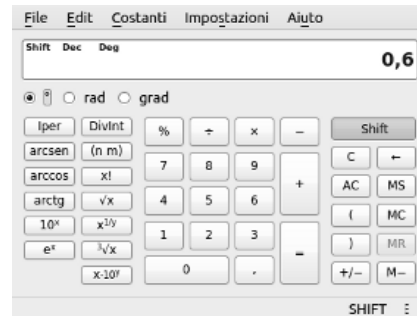 File Edit Costanti Impostazioni Aiuto
Shift Dec Deg
0,6
° rad grad
Iper DivInt % ÷ × − Shift
arcsen (n m) 7 8 9 + C ←
arccos x! AC MS
arctg √x 4 5 6 ( MC
10ˣ x¹/ʸ 1 2 3 = ) MR
eˣ ³√x
x·10ʸ 0 , +/− M−
SHIFT